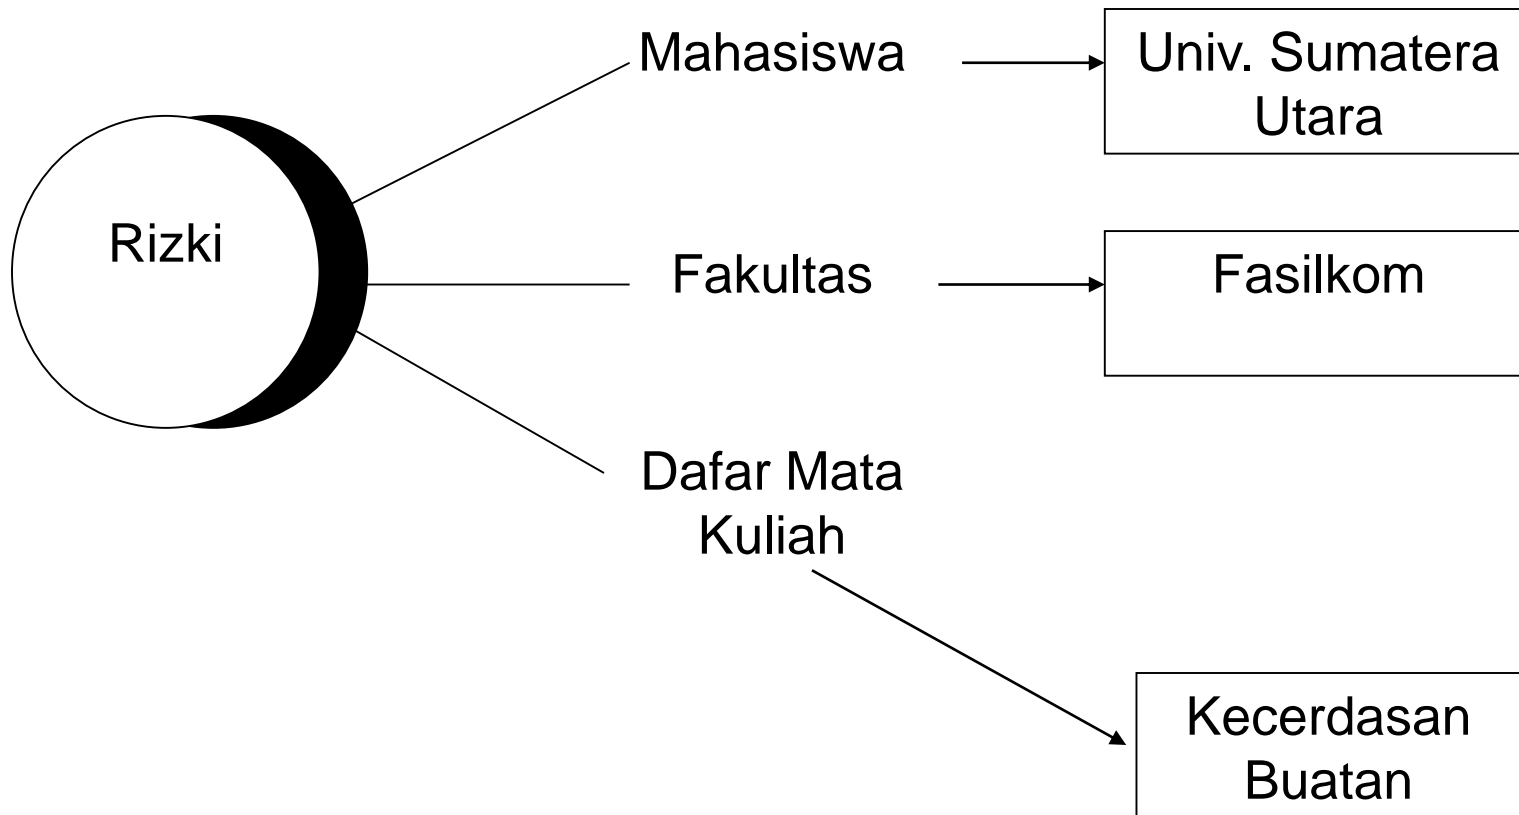 Mahasiswa
Univ. Sumatera
Utara
Rizki
Fakultas
Fasilkom
Dafar Mata
Kuliah
Kecerdasan
Buatan